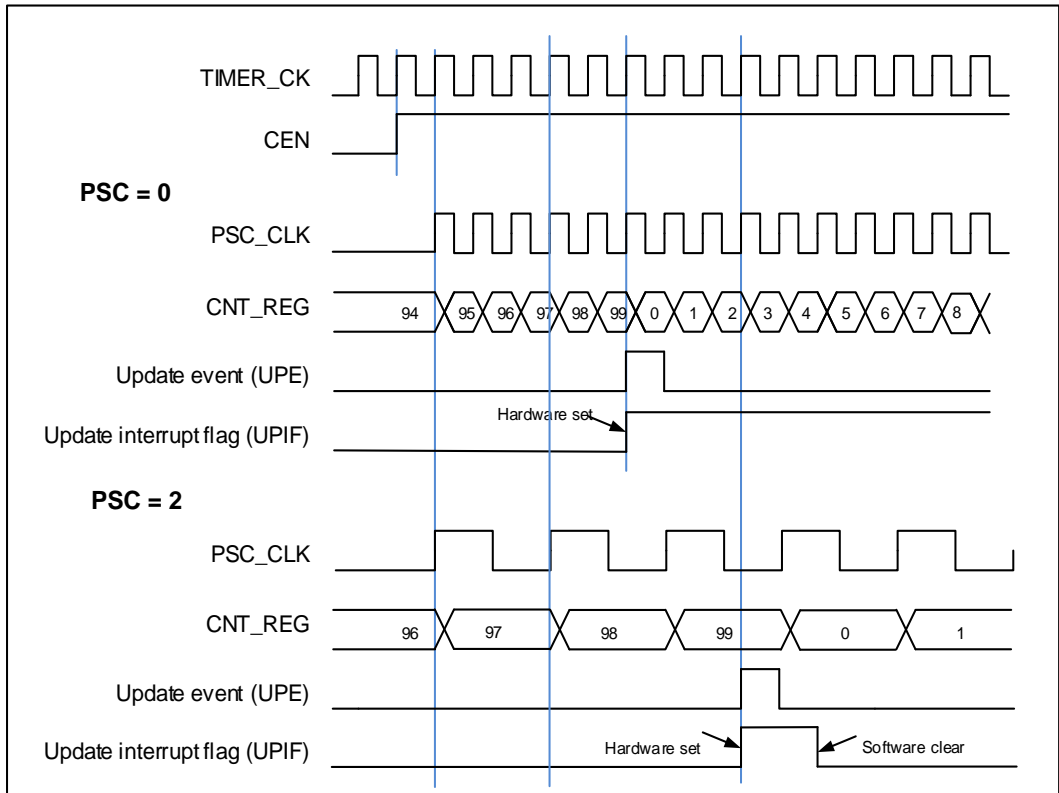 TIMER_CK
CEN
PSC = 0
PSC_CLK
CNT_REG 94 95 96 97 98 99 0 1 2 3 4 5 6 7 8
Update event (UPE)
Hardware set
Update interrupt flag (UPIF)
PSC = 2
PSC_CLK
CNT_REG 96 97 98 99 0 1
Update event (UPE)
Update interrupt flag (UPIF) Hardware set Software clear